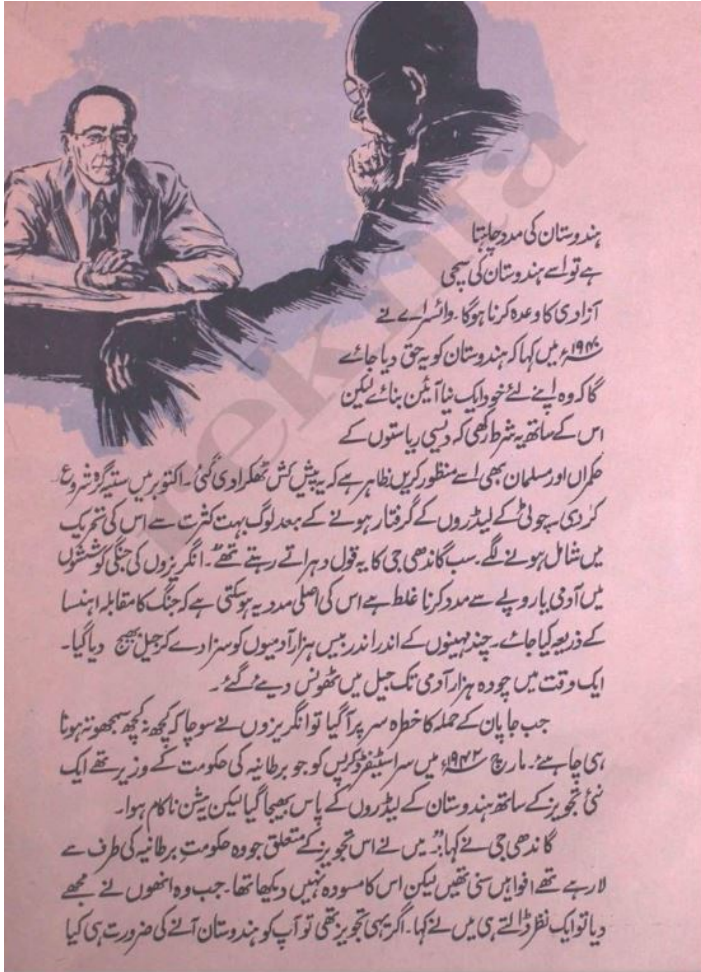 ہندوستان کی مدد چاہتا
ہے تو اسے ہندوستان کی سچی
آزادی کا وعدہ کرنا ہوگا۔ وائسراے نے
۱۹۴۰ء میں کہا کہ ہندوستان کو یہ حق دیا جائے
گا کہ وہ اپنے لئے خود ایک نیا آئین بنائے لیکن
اس کے ساتھ یہ شرط رکھی کہ دیسی ریاستوں کے
حکمراں اور مسلمان بھی اسے منظور کریں ظاہر ہے کہ یہ پیش کش ٹھکرا دی گئی۔ اکتوبر میں ستیہ گرہ شروع
کر دی۔ چوٹی کے لیڈروں کے گرفتار ہونے کے بعد لوگ بہت کثرت سے اس کی تحریک
میں شامل ہونے لگے۔ سب گاندھی جی کا یہ قول دہراتے رہتے تھے۔ انگریزوں کی جنگی کوششوں
میں آدمی یا روپے سے مدد کرنا غلط ہے اس کی اصلی مدد یہ ہو سکتی ہے کہ جنگ کا مقابلہ اہنسا
کے ذریعہ کیا جائے۔ چند مہینوں کے اندر اندر بیس ہزار آدمیوں کو سزا دے کر جیل بھیج دیا گیا۔
ایک وقت میں چودہ ہزار آدمی تک جیل میں ٹھونس دیے گئے۔
جب جاپان کے حملہ کا خطرہ سر پر آ گیا تو انگریزوں نے سوچا کہ کچھ نہ کچھ سمجھوتہ ہونا
ہی چاہیے۔ مارچ ۱۹۴۲ء میں سر اسٹیفرڈ کرپس کو جو برطانیہ کی حکومت کے وزیر تھے ایک
نئی تجویز کے ساتھ ہندوستان کے لیڈروں کے پاس بھیجا گیا لیکن یہ مشن ناکام ہوا۔
گاندھی جی نے کہا:" میں نے اس تجویز کے متعلق جو وہ حکومتِ برطانیہ کی طرف سے
لا رہے تھے افواہیں سنی تھیں لیکن اس کا مسودہ نہیں دیکھا تھا۔ جب وہ انھوں نے مجھے
دیا تو ایک نظر ڈالتے ہی میں نے کہا۔ اگر یہی تجویز تھی تو آپ کو ہندوستان آنے کی ضرورت ہی کیا
rekhta